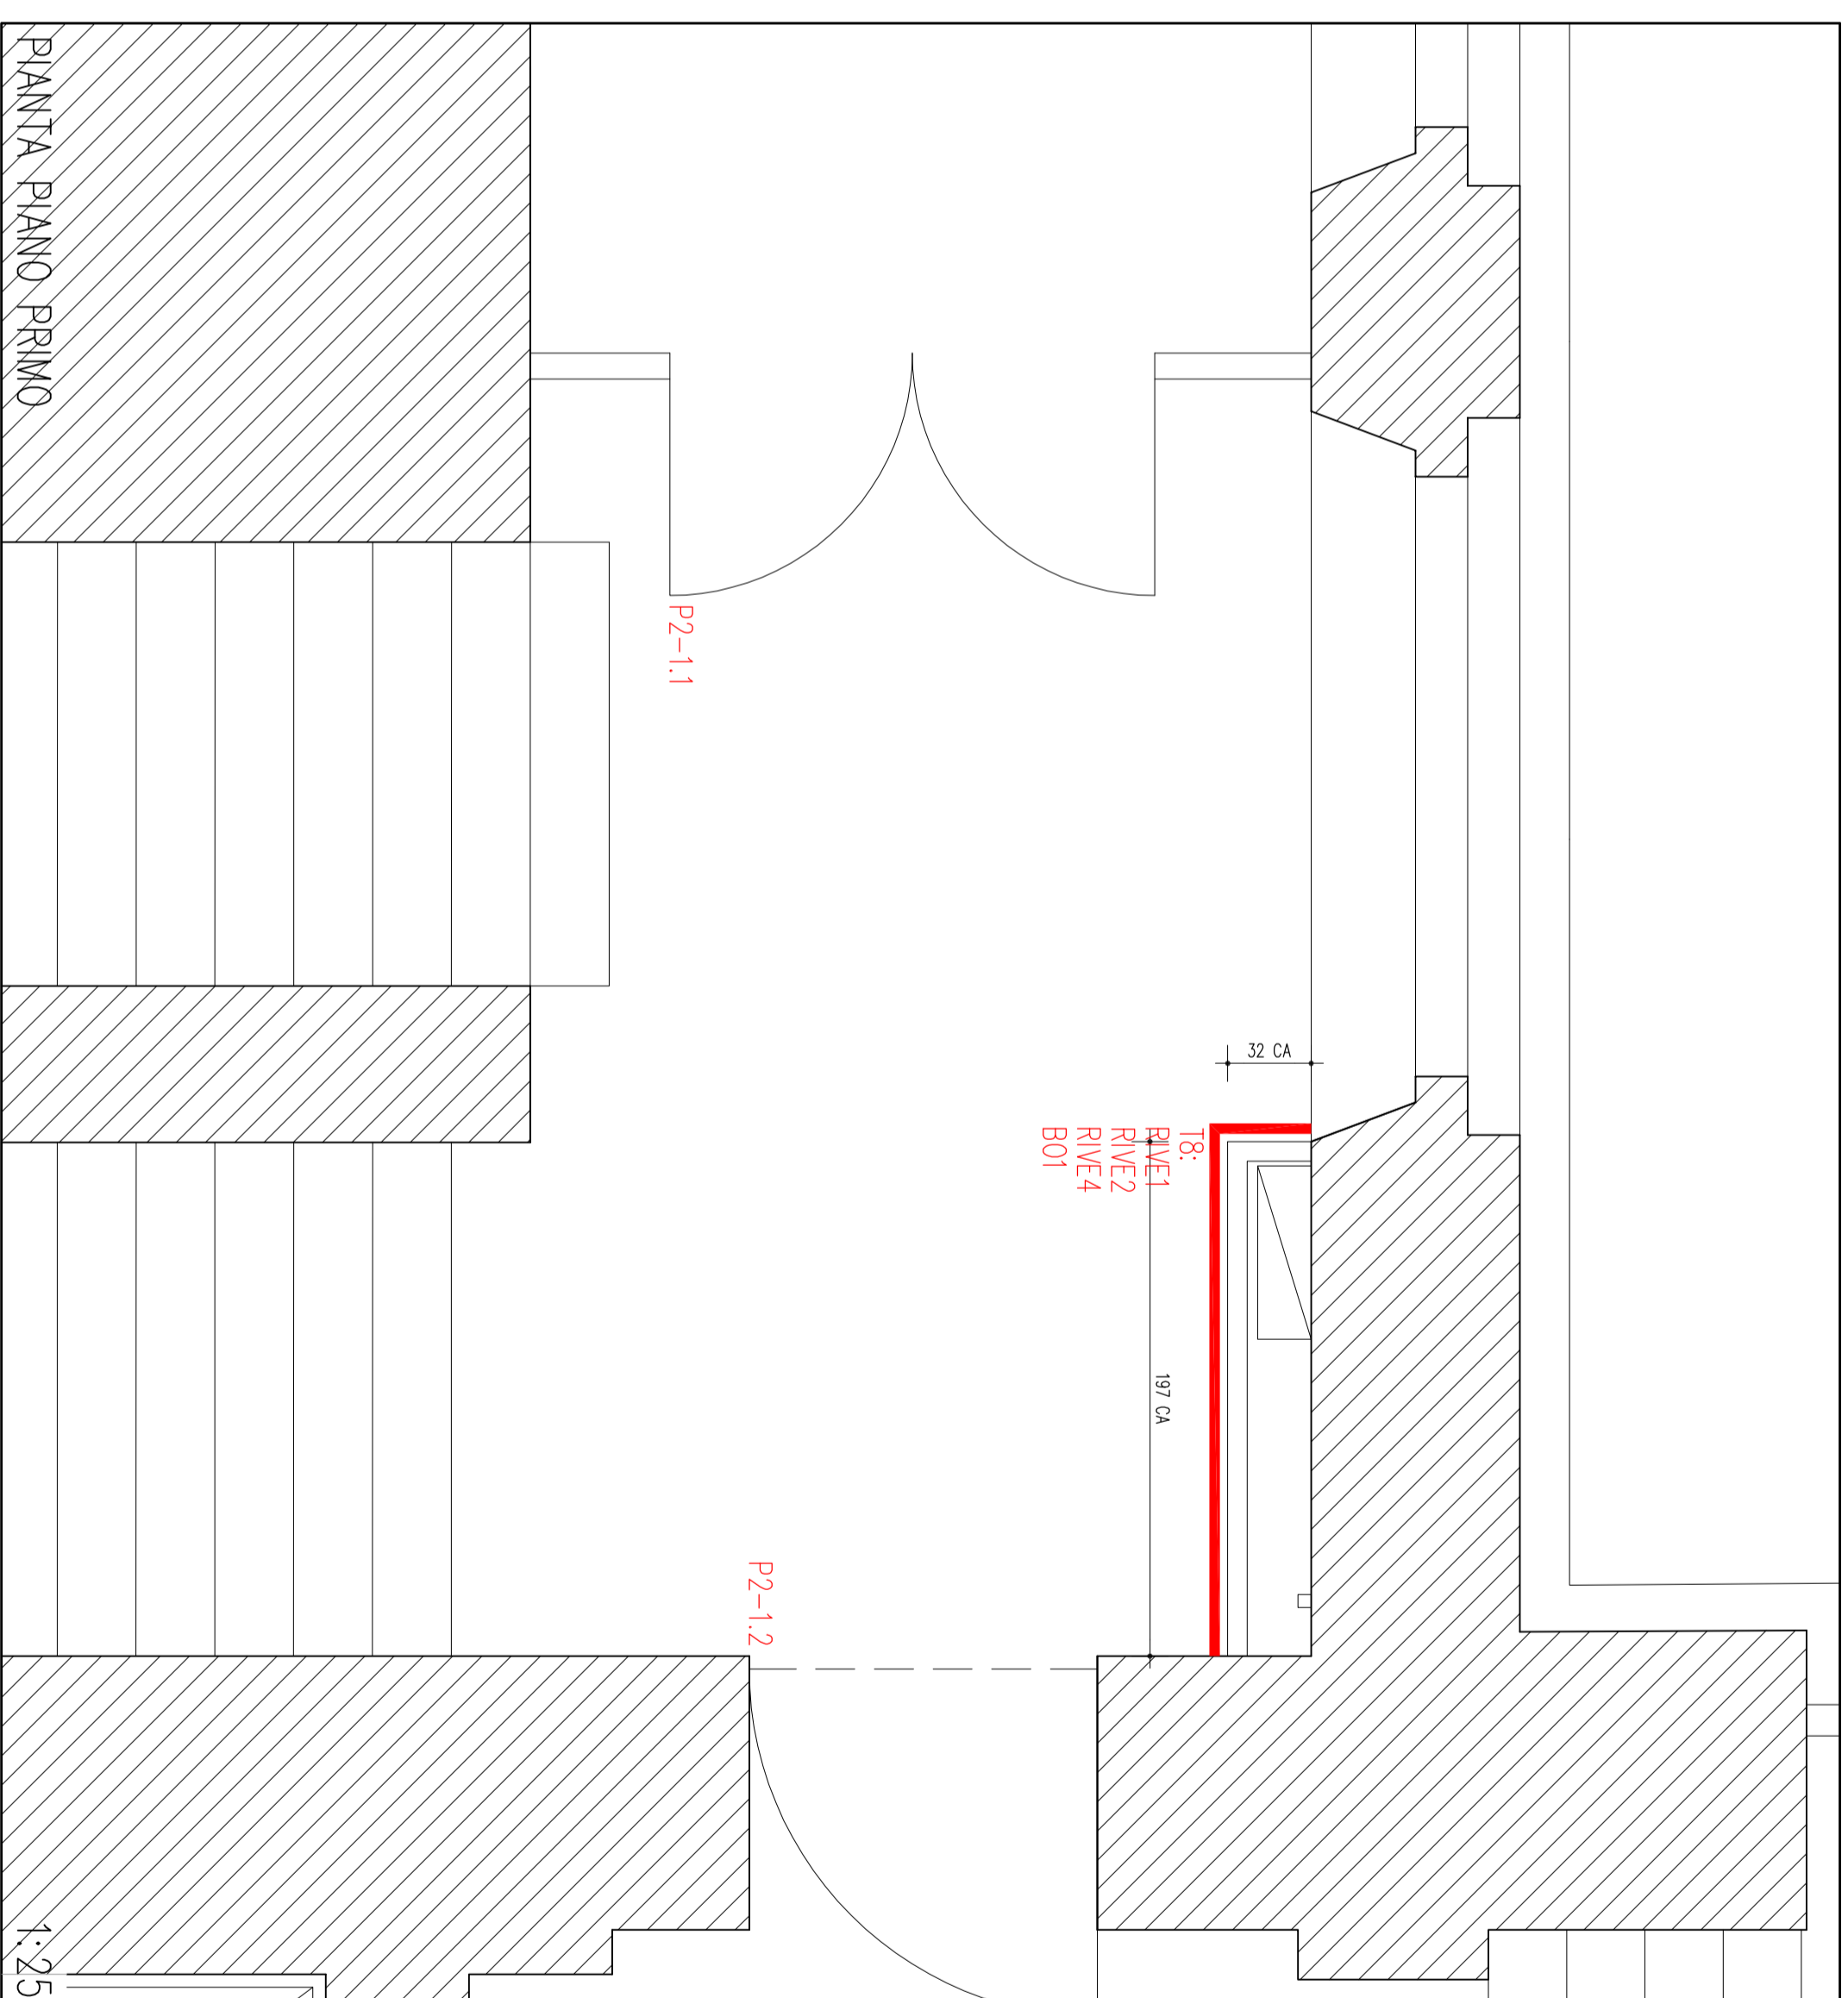 PIANTA PIANO PRIMO
1:25
P2-1.1
32 CA
T8:
RIVE1
RIVE2
RIVE4
BO1
197 CA
P2-1.2